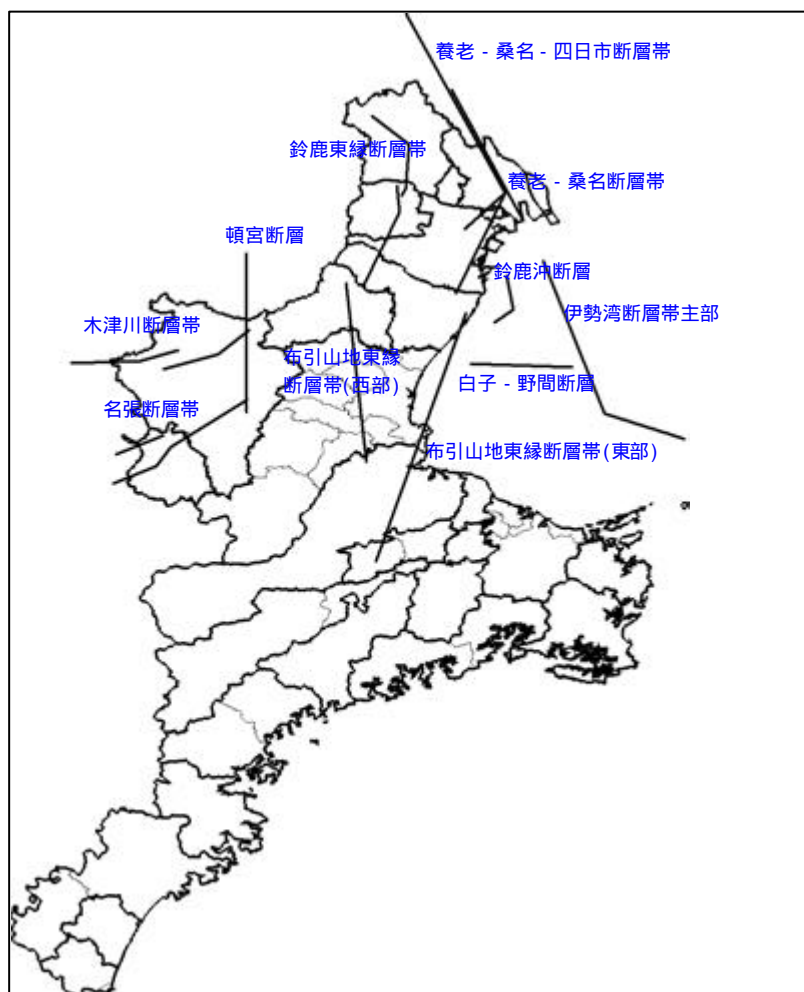 養老 - 桑名 - 四日市断層帯
鈴鹿東縁断層帯
養老 - 桑名断層帯
頓宮断層
鈴鹿沖断層
伊勢湾断層帯主部
木津川断層帯
布引山地東縁
断層帯(西部)
白子 - 野間断層
名張断層帯
布引山地東縁断層帯(東部)